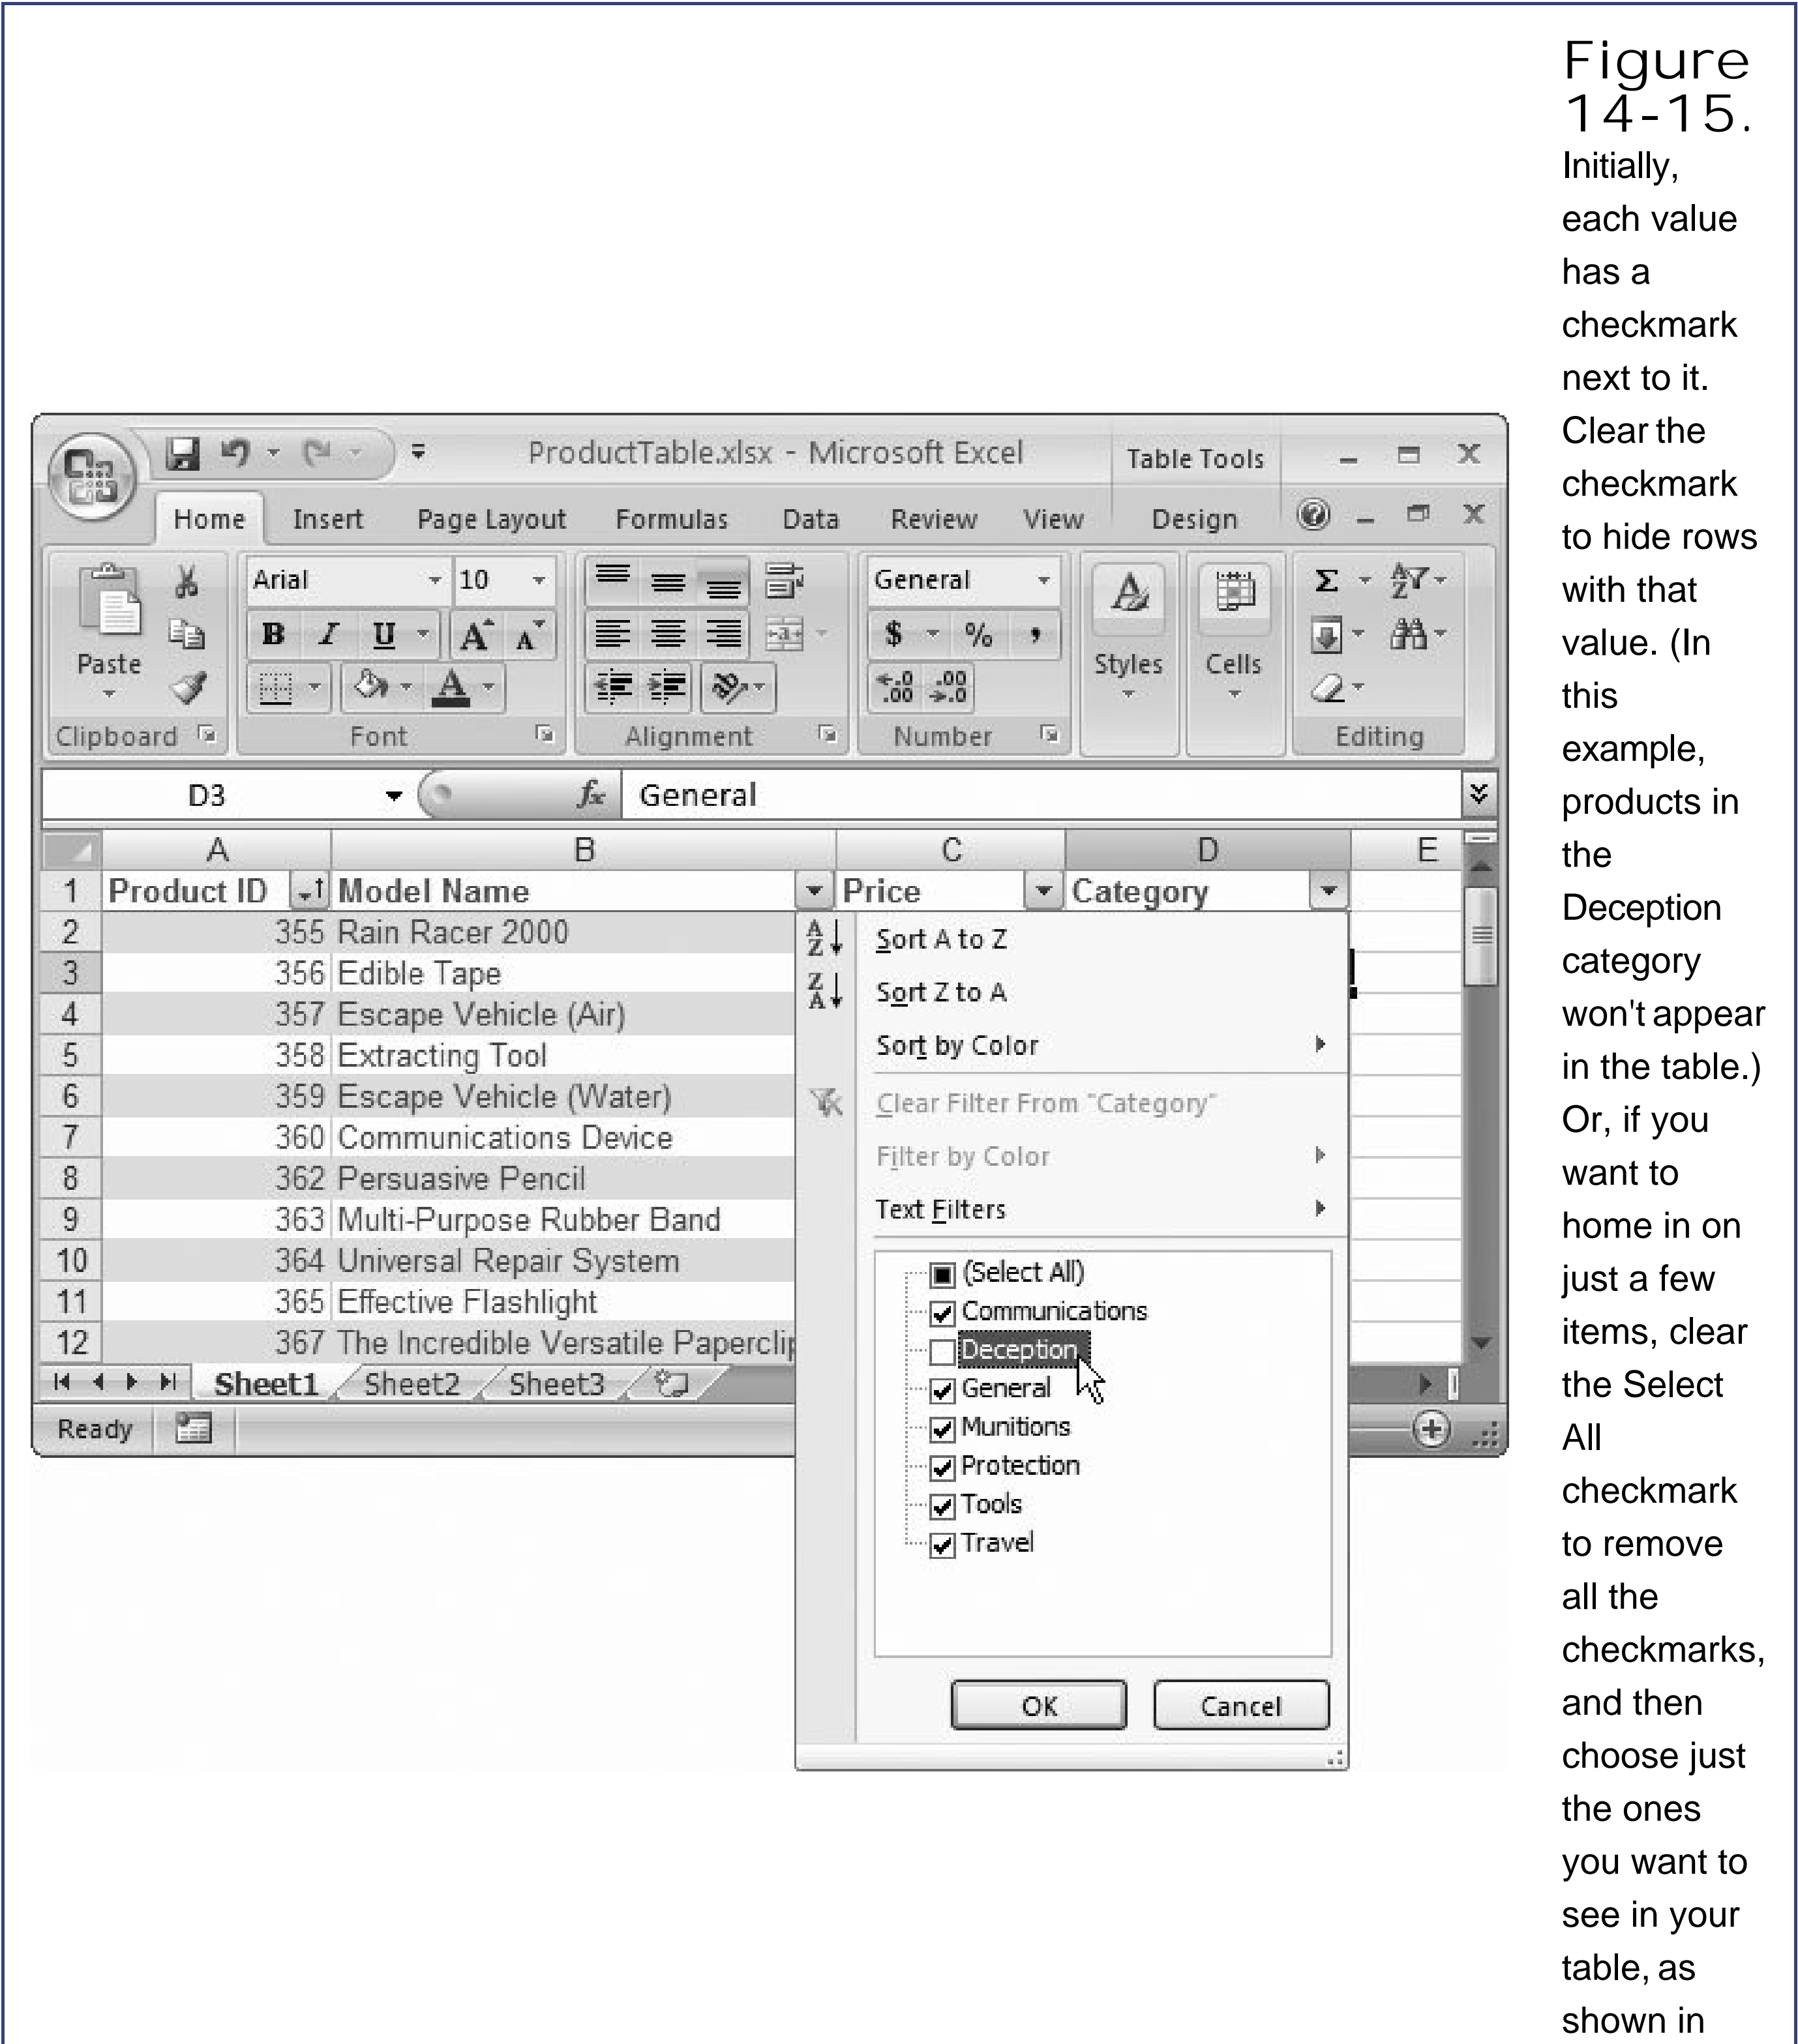 Figure
14-15.
Initially,
each value
has a
checkmark
next to it.
Clear the
checkmark
to hide rows
with that
value. (In
this
example,
products in
the
Deception
category
won't appear
in the table.)
Or, if you
want to
home in on
just a few
items, clear
the Select
All
checkmark
to remove
all the
checkmarks,
and then
choose just
the ones
you want to
see in your
table, as
shown in
ProductTable.xlsx - Microsoft Excel Table Tools
Home Insert Page Layout Formulas Data Review View Design
Arial 10 General
B I U A A $ % ,
Paste Styles Cells
Clipboard Font Alignment Number Editing
D3 fx General
A B C D E
1 Product ID Model Name Price Category
2 355 Rain Racer 2000
3 356 Edible Tape
4 357 Escape Vehicle (Air)
5 358 Extracting Tool
6 359 Escape Vehicle (Water)
7 360 Communications Device
8 362 Persuasive Pencil
9 363 Multi-Purpose Rubber Band
10 364 Universal Repair System
11 365 Effective Flashlight
12 367 The Incredible Versatile Paperclip
Sheet1 Sheet2 Sheet3
Ready
Sort A to Z
Sort Z to A
Sort by Color
Clear Filter From "Category"
Filter by Color
Text Filters
(Select All)
Communications
Deception
General
Munitions
Protection
Tools
Travel
OK Cancel